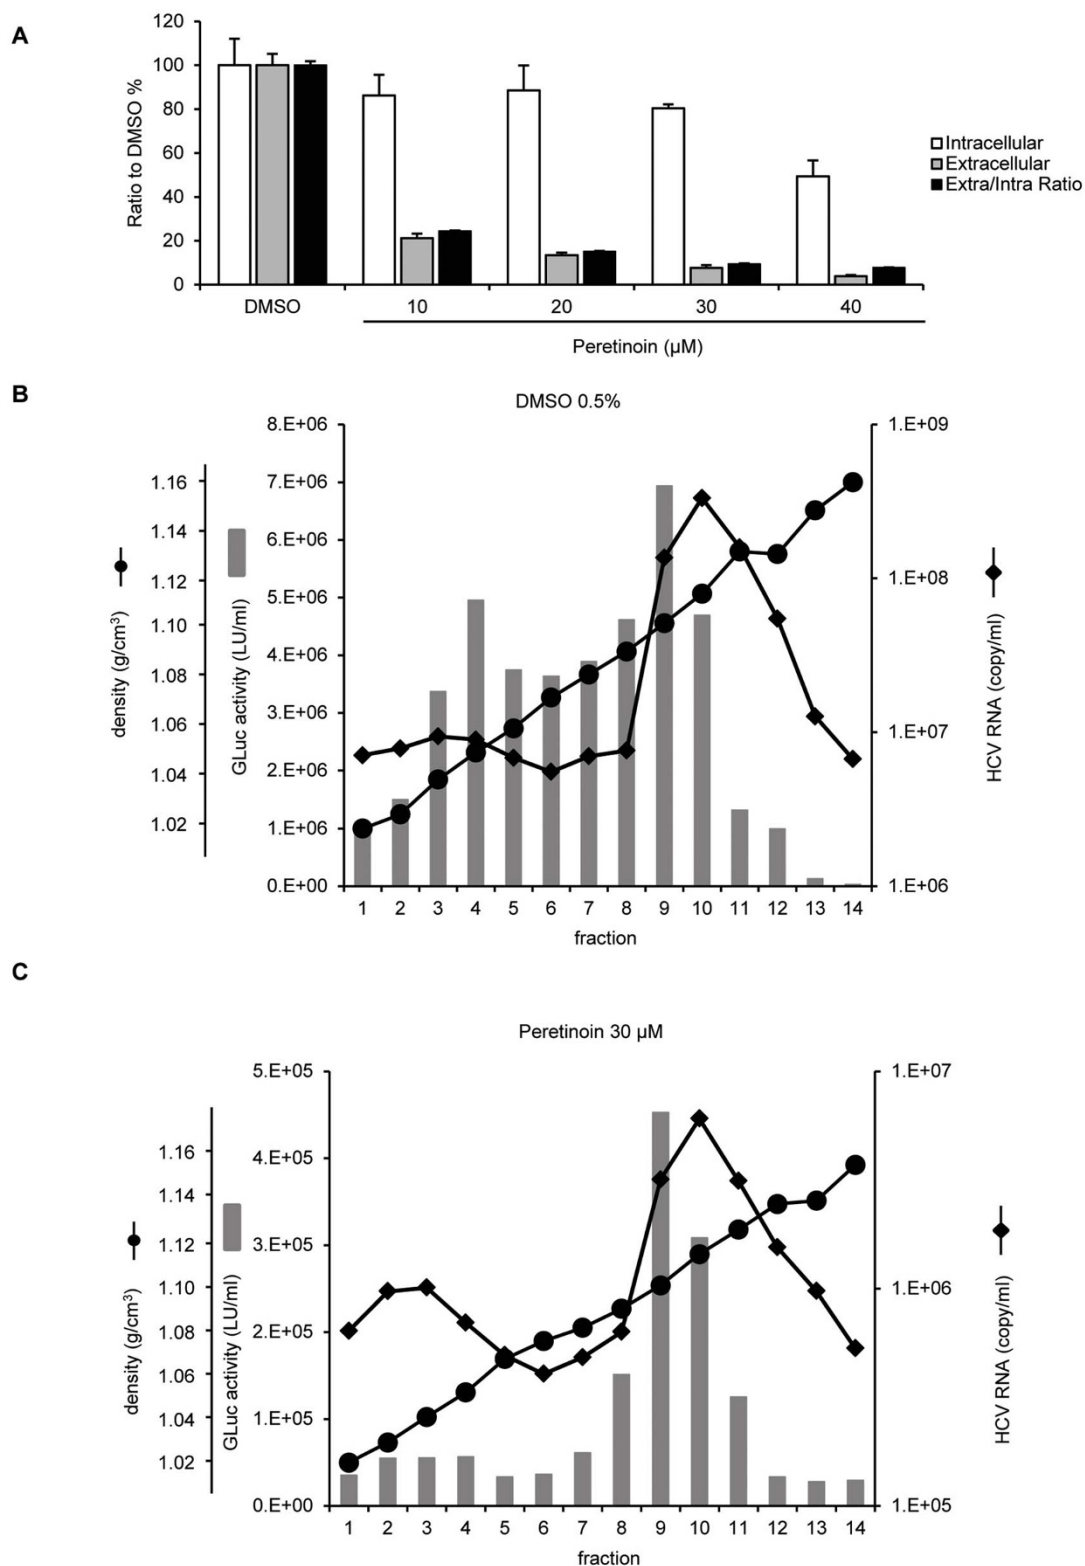 A
Ratio to DMSO %
120
100
80
60
40
20
0
DMSO
10
20
30
40
Peretinoin (μM)
Intracellular
Extracellular
Extra/Intra Ratio
B
DMSO 0.5%
density (g/cm³)
1.16
1.14
1.12
1.10
1.08
1.06
1.04
1.02
GLuc activity (LU/ml)
8.E+06
7.E+06
6.E+06
5.E+06
4.E+06
3.E+06
2.E+06
1.E+06
0.E+00
1.E+09
1.E+08
1.E+07
1.E+06
HCV RNA (copy/ml)
1 2 3 4 5 6 7 8 9 10 11 12 13 14
fraction
C
Peretinoin 30 μM
density (g/cm³)
1.16
1.14
1.12
1.10
1.08
1.06
1.04
1.02
GLuc activity (LU/ml)
5.E+05
4.E+05
3.E+05
2.E+05
1.E+05
0.E+00
1.E+07
1.E+06
1.E+05
HCV RNA (copy/ml)
1 2 3 4 5 6 7 8 9 10 11 12 13 14
fraction